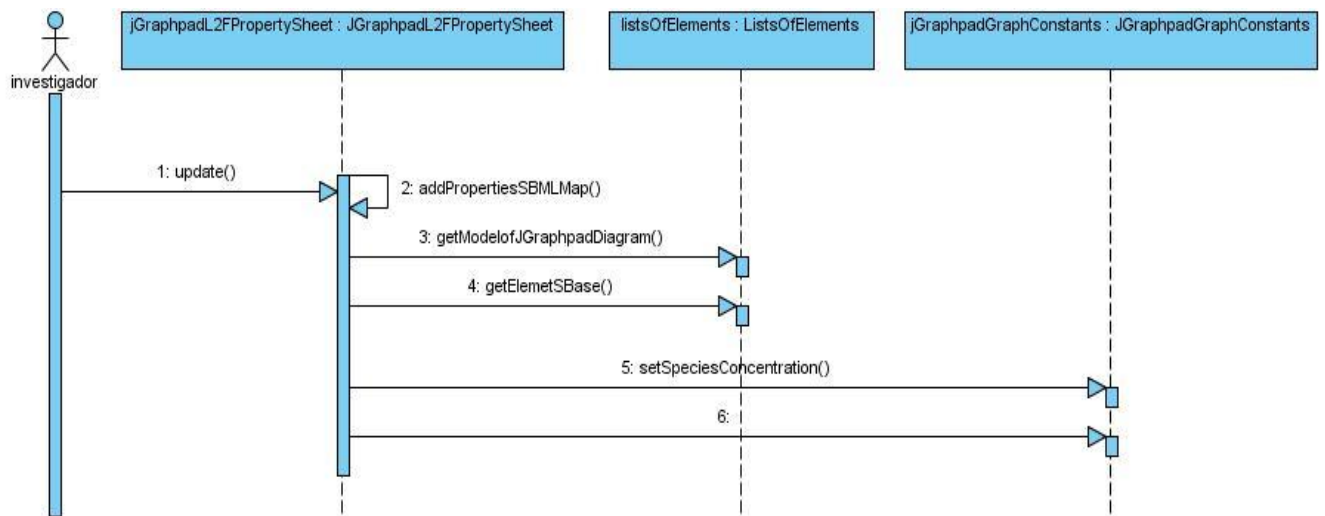 jGraphpadL2FPropertySheet : JGraphpadL2FPropertySheet
listsOfElements : ListsOfElements
jGraphpadGraphConstants : JGraphpadGraphConstants
investigador
1: update()
2: addPropertiesSBMLMap()
3: getModelofJGraphpadDiagram()
4: getElemetSBase()
5: setSpeciesConcentration()
6: